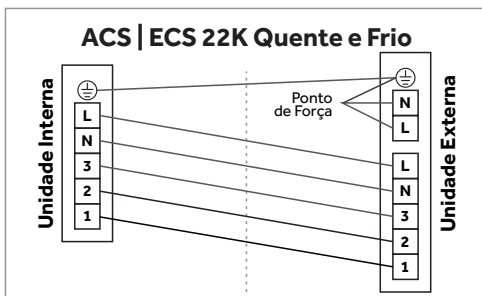 ACS | ECS 22K Quente e Frio
Unidade Interna
L
N
3
2
1
Ponto
de Força
N
L
L
N
3
2
1
Unidade Externa